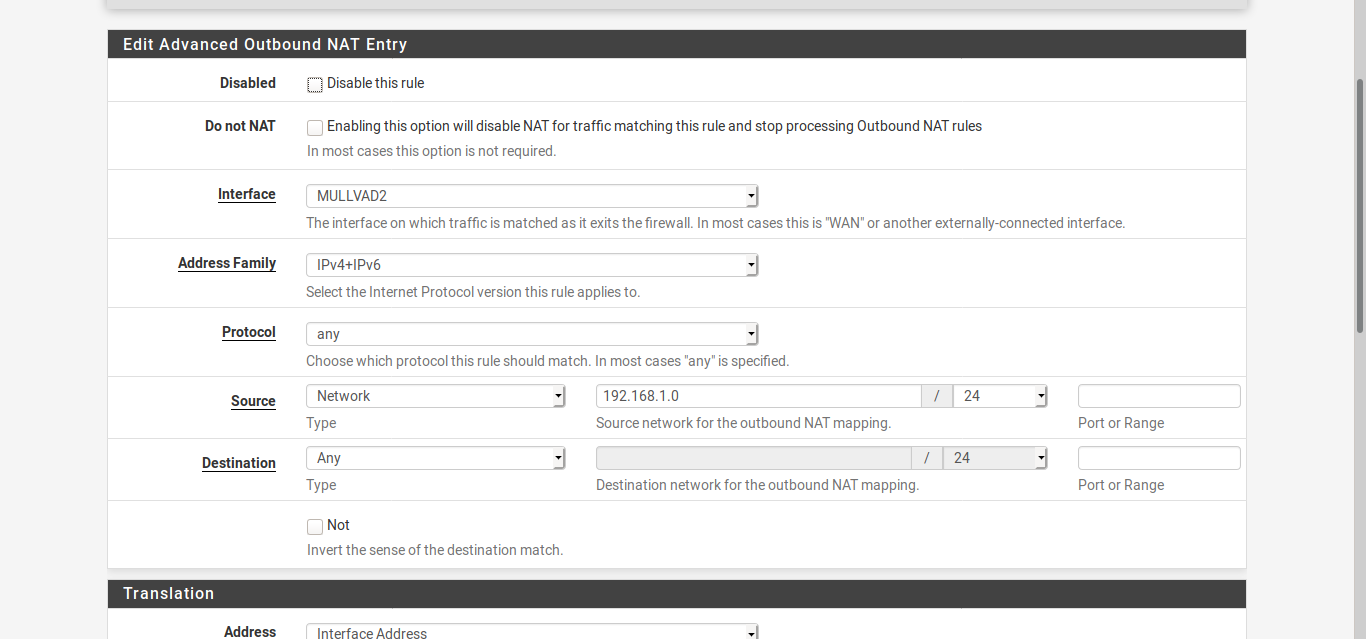 Edit Advanced Outbound NAT Entry
Disabled
Disable this rule
Do not NAT
Enabling this option will disable NAT for traffic matching this rule and stop processing Outbound NAT rules
In most cases this option is not required.
Interface
MULLVAD2
The interface on which traffic is matched as it exits the firewall. In most cases this is "WAN" or another externally-connected interface.
Address Family
IPv4+IPv6
Select the Internet Protocol version this rule applies to.
Protocol
any
Choose which protocol this rule should match. In most cases "any" is specified.
Source
Network 192.168.1.0 / 24
Type Source network for the outbound NAT mapping. Port or Range
Destination
Any / 24
Type Destination network for the outbound NAT mapping. Port or Range
Not
Invert the sense of the destination match.
Translation
Address
Interface Address